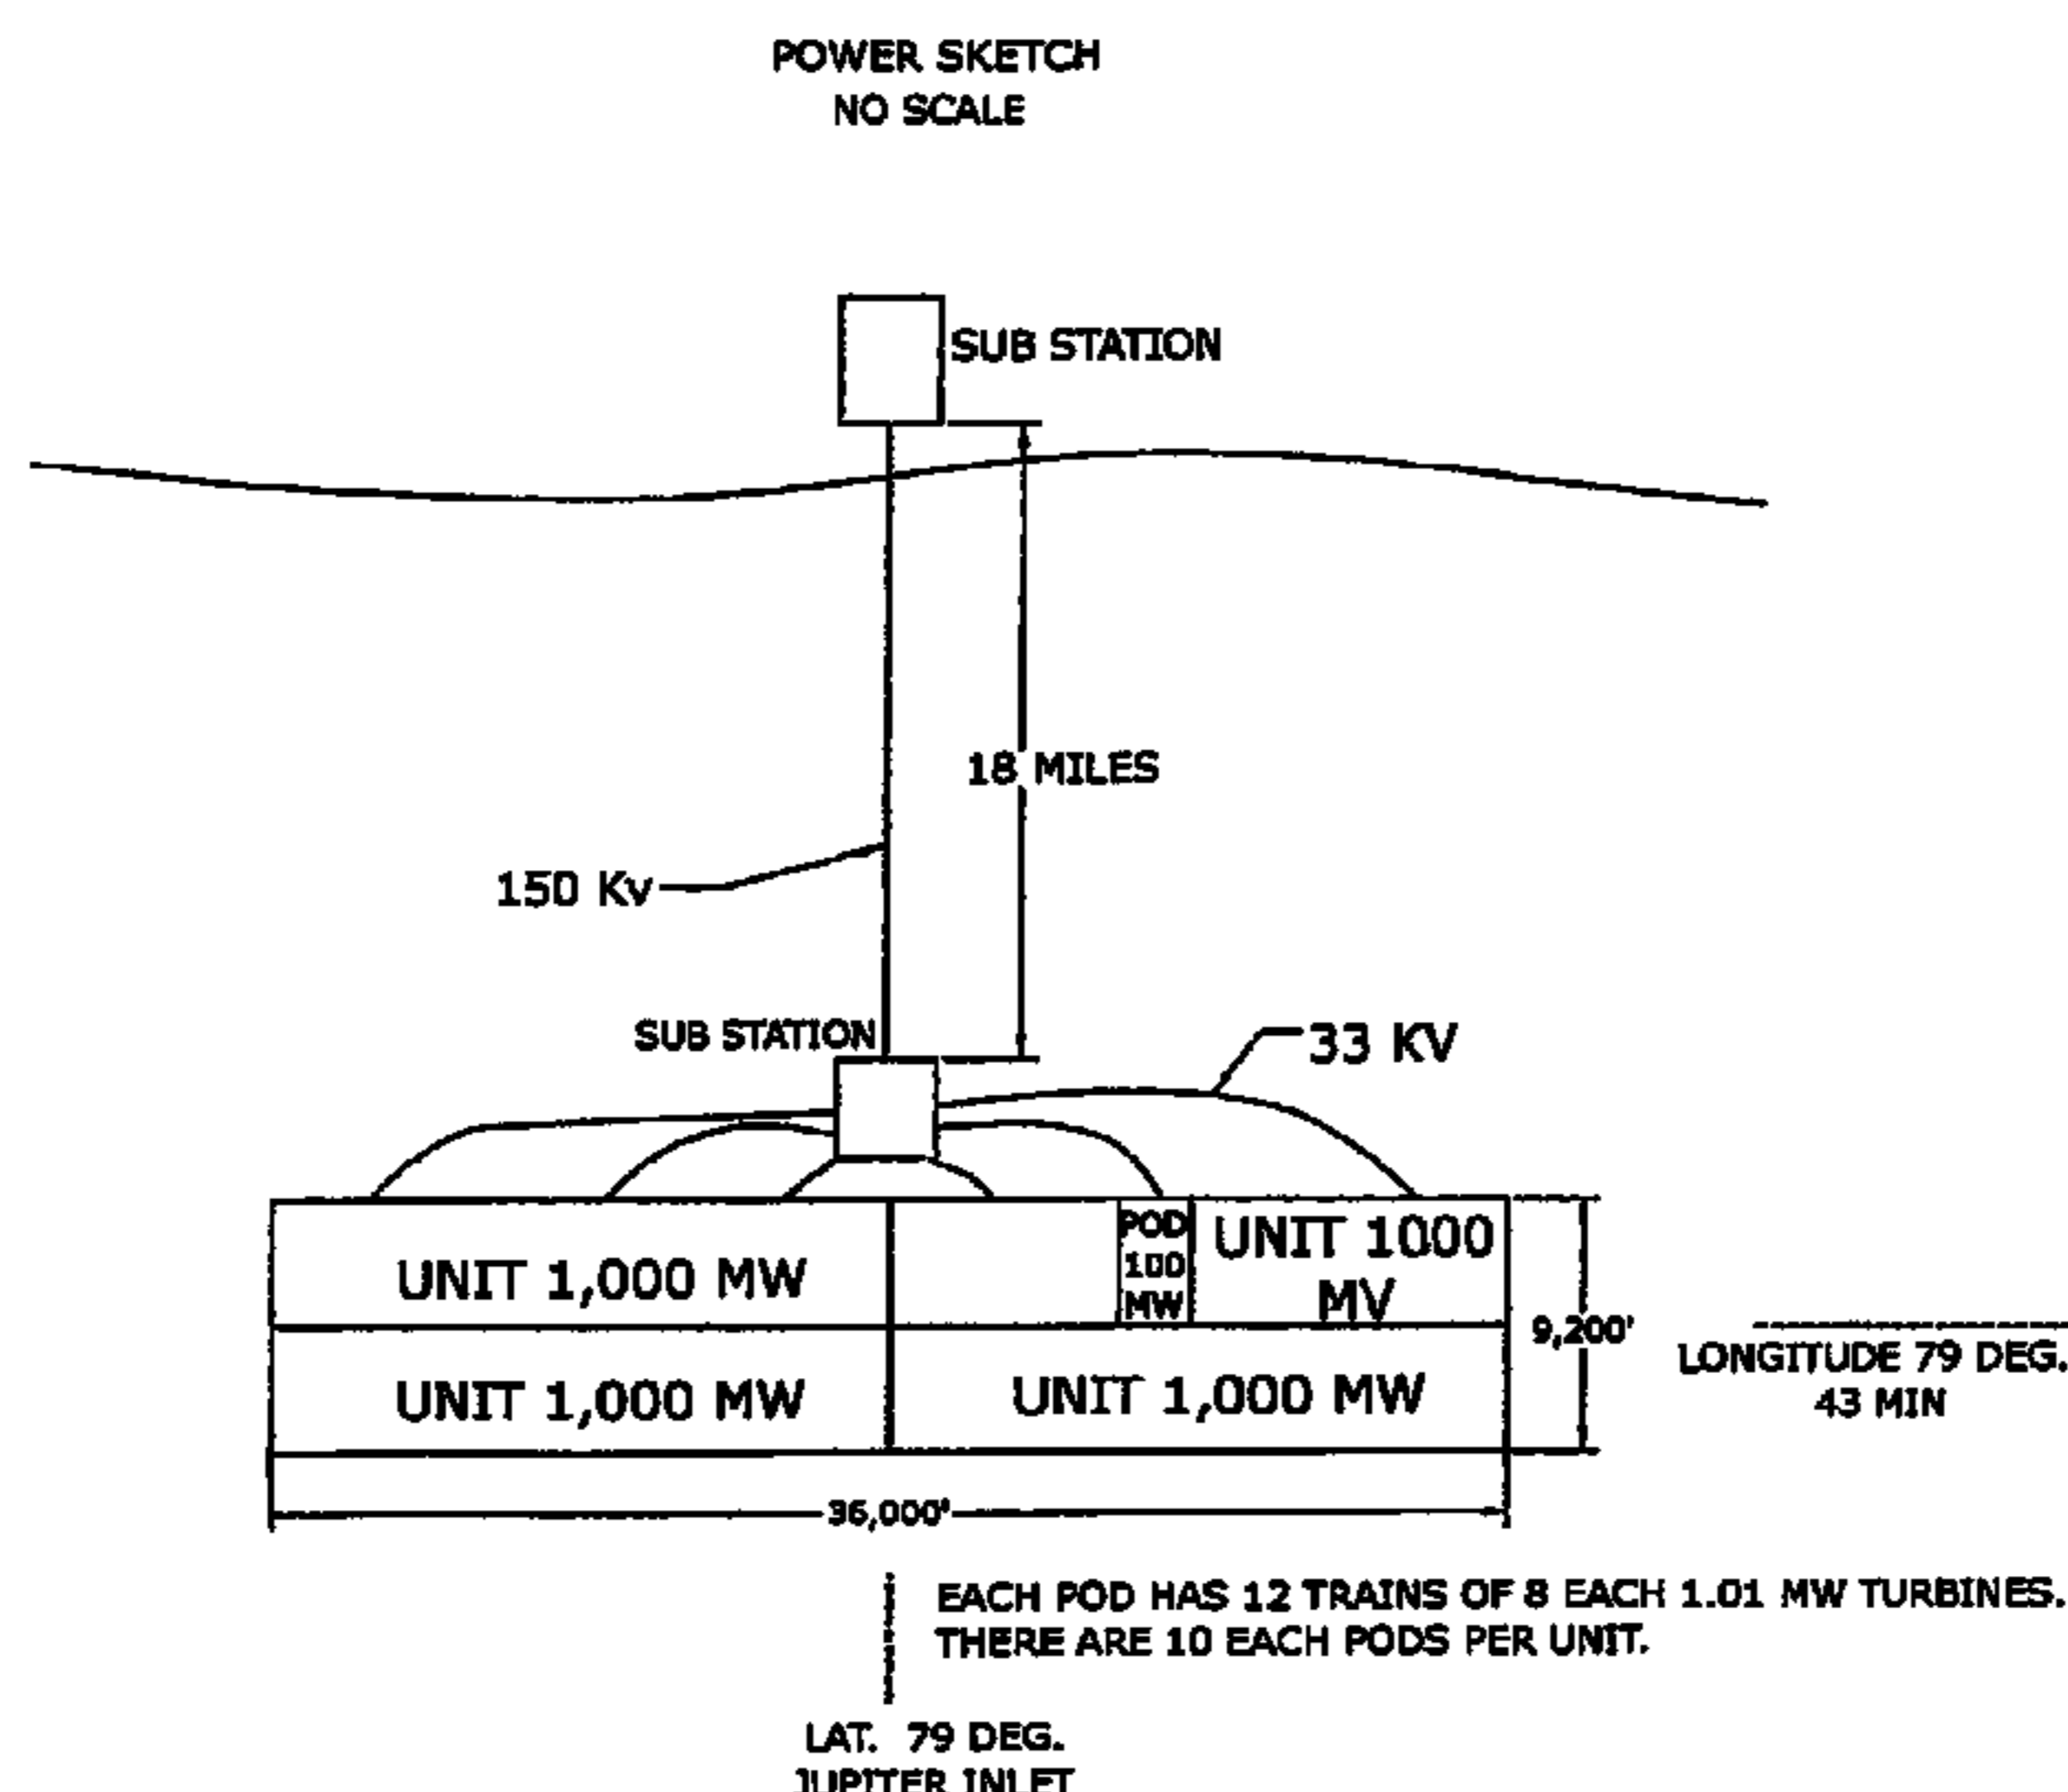 POWER SKETCH
NO SCALE
SUB STATION
18 MILES
150 Kv
SUB STATION
33 KV
POD
100
MW
UNIT 1000
MV
UNIT 1,000 MW
9,200'
LONGITUDE 79 DEG.
43 MIN
UNIT 1,000 MW
UNIT 1,000 MW
36,000'
EACH POD HAS 12 TRAINS OF 8 EACH 1.01 MW TURBINES.
THERE ARE 10 EACH PODS PER UNIT.
LAT. 79 DEG.
JUPITER INLET